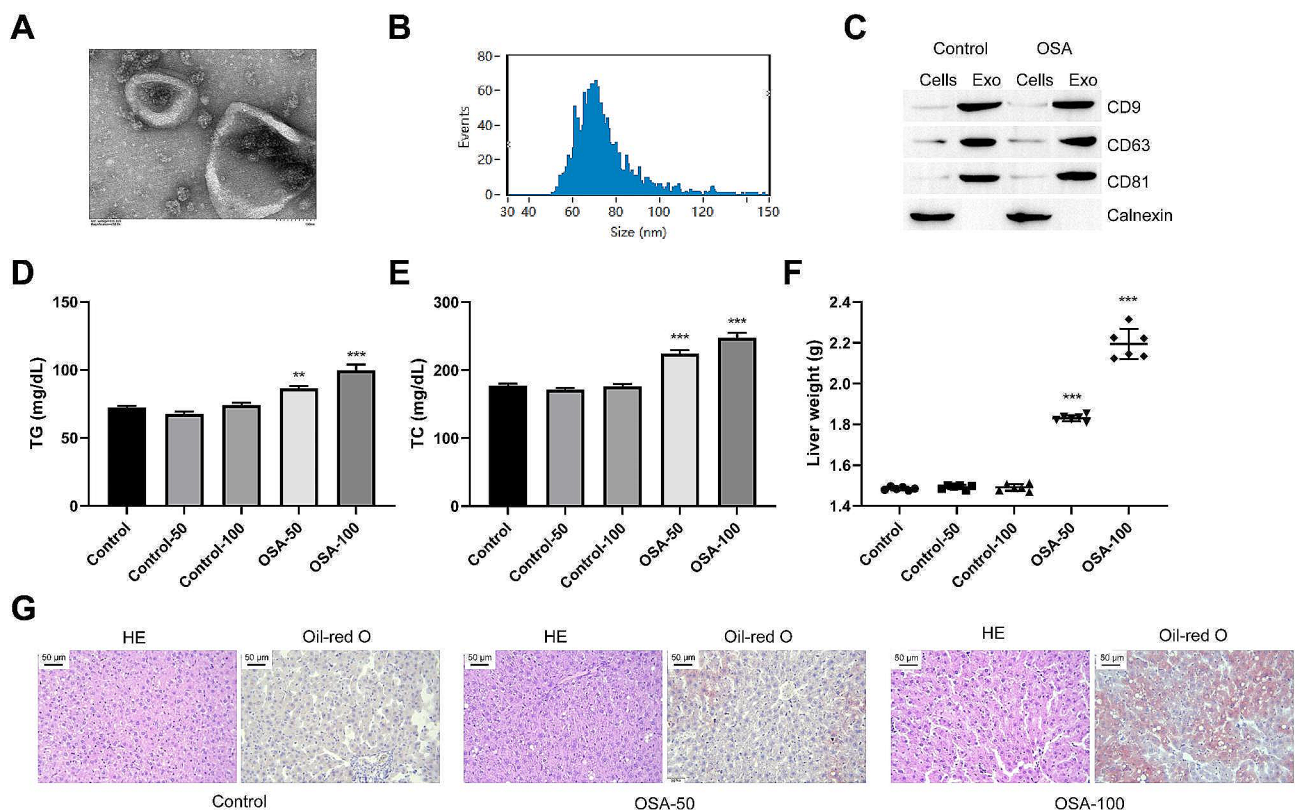 A
B
80
60
40
20
0
Events
30 40 60 80 100 120 150
Size (nm)
C
Control OSA
Cells Exo Cells Exo
CD9
CD63
CD81
Calnexin
D
150
100
50
0
TG (mg/dL)
**
***
Control
Control-50
Control-100
OSA-50
OSA-100
E
300
200
100
0
TC (mg/dL)
***
***
Control
Control-50
Control-100
OSA-50
OSA-100
F
2.4
2.2
2.0
1.8
1.6
1.4
Liver weight (g)
***
***
Control
Control-50
Control-100
OSA-50
OSA-100
G
HE Oil-red O HE Oil-red O HE Oil-red O
50 µm 50 µm 50 µm 50 µm 50 µm 50 µm
Control OSA-50 OSA-100